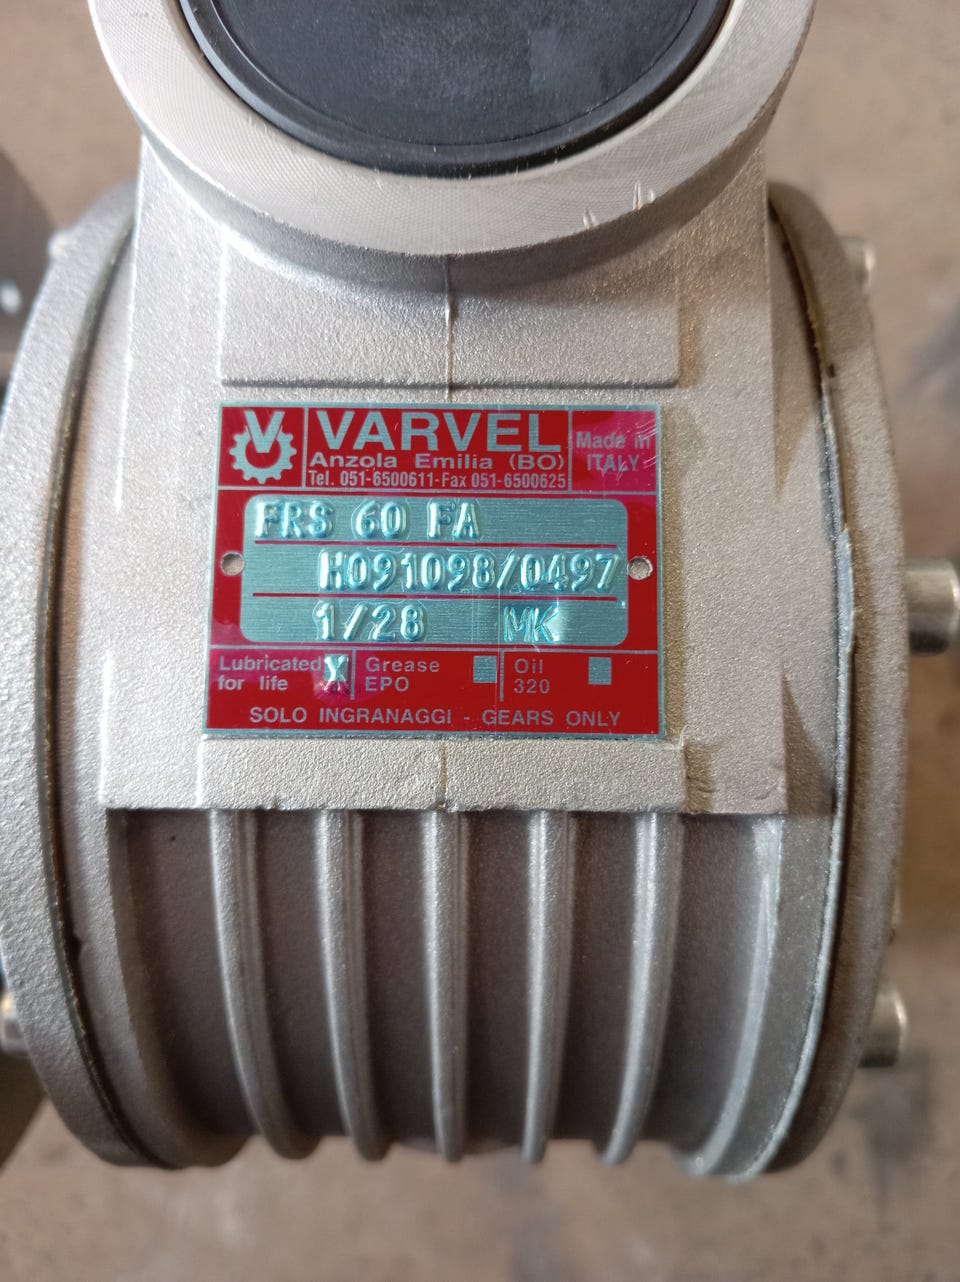 V VARVEL Made in
Anzola Emilia (BO) ITALY
Tel. 051-6500611-Fax 051-6500625
FRS 60 FA
H091098/0497
1/28 MK
Lubricated X Grease Oil
for life EPO 320
SOLO INGRANAGGI - GEARS ONLY